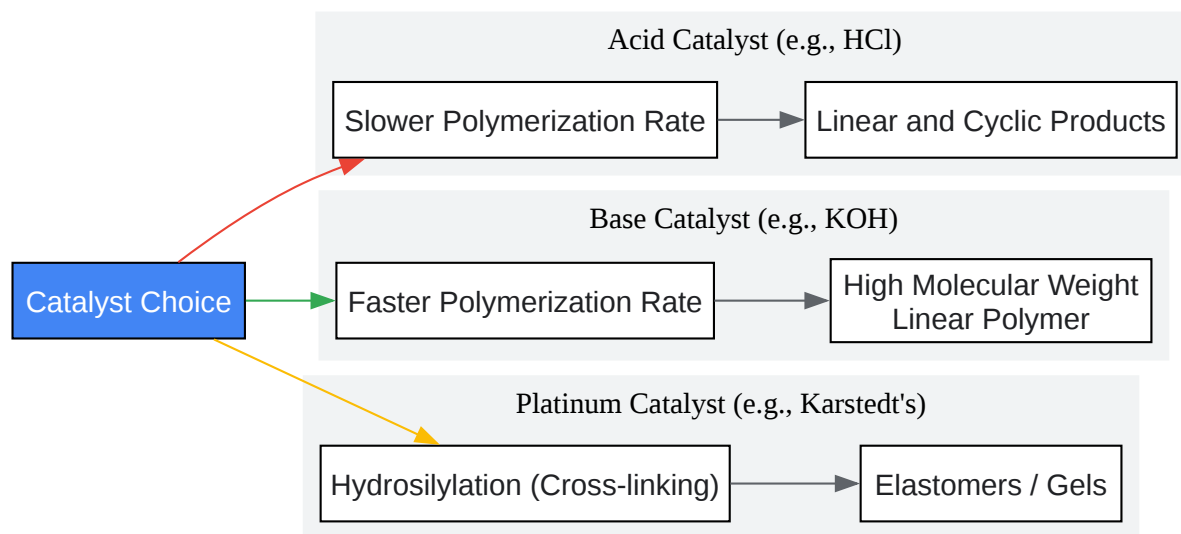 Acid Catalyst (e.g., HCl)
Slower Polymerization Rate
Linear and Cyclic Products
Base Catalyst (e.g., KOH)
Catalyst Choice
Faster Polymerization Rate
High Molecular Weight
Linear Polymer
Platinum Catalyst (e.g., Karstedt's)
Hydrosilylation (Cross-linking)
Elastomers / Gels